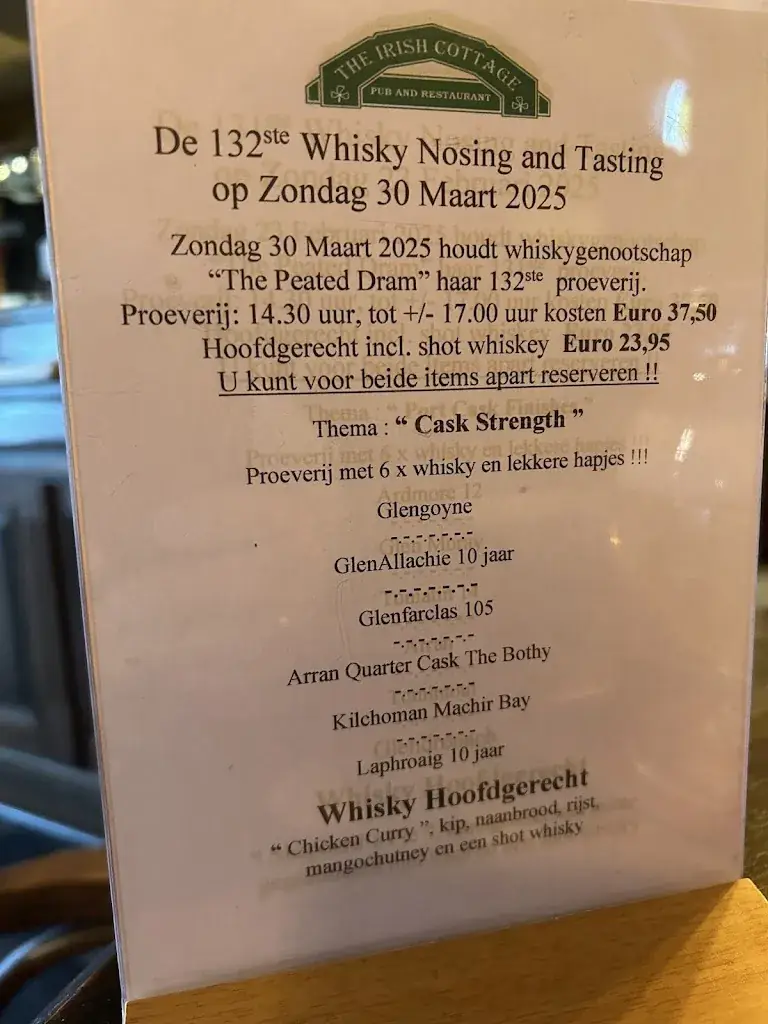 THE IRISH COTTAGE
PUB AND RESTAURANT
De 132ste Whisky Nosing and Tasting
op Zondag 30 Maart 2025
Zondag 30 Maart 2025 houdt whiskygenootschap
“The Peated Dram” haar 132ste proeverij.
Proeverij: 14.30 uur, tot +/- 17.00 uur kosten Euro 37,50
Hoofdgerecht incl. shot whiskey Euro 23,95
U kunt voor beide items apart reserveren !!
Thema : “ Cask Strength ”
Proeverij met 6 x whisky en lekkere hapjes !!!
Glengoyne
-.-.-.-.-.-.-
GlenAllachie 10 jaar
-.-.-.-.-.-.-
Glenfarclas 105
-.-.-.-.-.-.-
Arran Quarter Cask The Bothy
-.-.-.-.-.-.-
Kilchoman Machir Bay
-.-.-.-.-.-.-
Laphroaig 10 jaar
Whisky Hoofdgerecht
“ Chicken Curry ”, kip, naanbrood, rijst,
mangochutney en een shot whisky